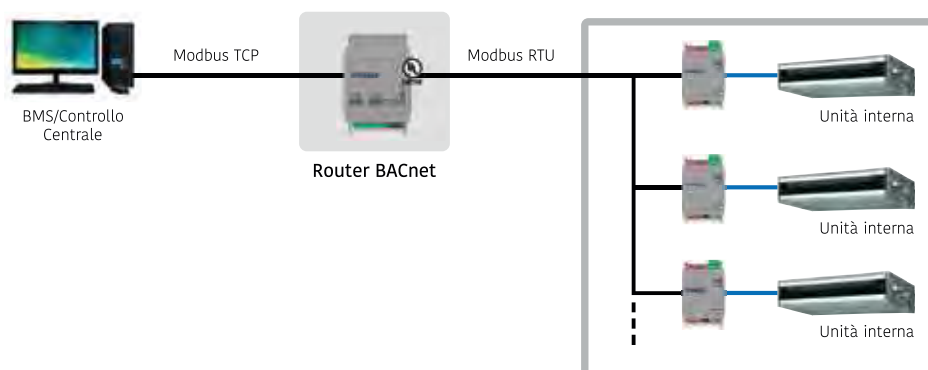 Modbus TCP
Modbus RTU
BMS/Controllo
Centrale
Router BACnet
Unità interna
Unità interna
Unità interna